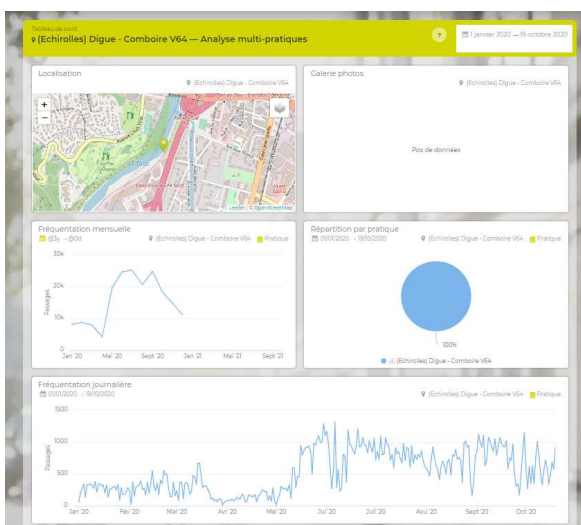 Tableau de bord
(Echirolles) Digue - Comboire V64 — Analyse multi-pratiques
?
1 janvier 2020 → 19 octobre 2020
Localisation
(Echirolles) Digue - Comboire V64
+
−
Leaflet | © OpenStreetMap
Galerie photos
(Echirolles) Digue - Comboire V64
Pas de données
Fréquentation mensuelle
@3y → @0d
(Echirolles) Digue - Comboire V64
Pratique
Passages
30k
20k
10k
0
Jan '20
Mai '20
Sept '20
Jan '21
Mai '21
Sept '21
Répartition par pratique
01/01/2020 → 19/10/2020
(Echirolles) Digue - Comboire V64
Pratique
100%
(Echirolles) Digue - Comboire V64
Fréquentation journalière
01/01/2020 → 19/10/2020
(Echirolles) Digue - Comboire V64
Pratique
Passages
1500
1000
500
0
Jan '20
Fév '20
Mar '20
Avr '20
Mai '20
Jui '20
Jul '20
Aoû '20
Sept '20
Oct '20